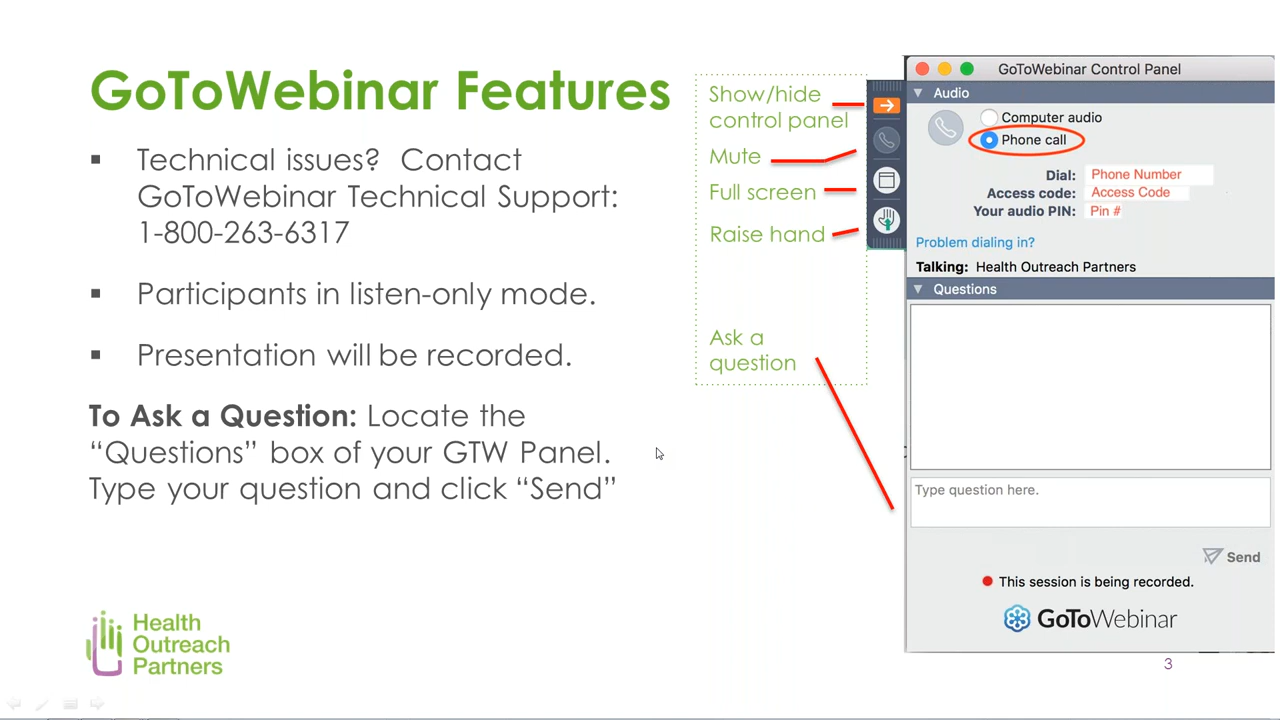 GoToWebinar Features
▪ Technical issues? Contact
GoToWebinar Technical Support:
1-800-263-6317
▪ Participants in listen-only mode.
▪ Presentation will be recorded.
To Ask a Question: Locate the
“Questions” box of your GTW Panel.
Type your question and click “Send”
Show/hide
control panel
Mute
Full screen
Raise hand
Ask a
question
GoToWebinar Control Panel
Audio
Computer audio
Phone call
Dial: Phone Number
Access code: Access Code
Your audio PIN: Pin #
Problem dialing in?
Talking: Health Outreach Partners
Questions
Type question here.
Send
This session is being recorded.
GoToWebinar
Health
Outreach
Partners
3